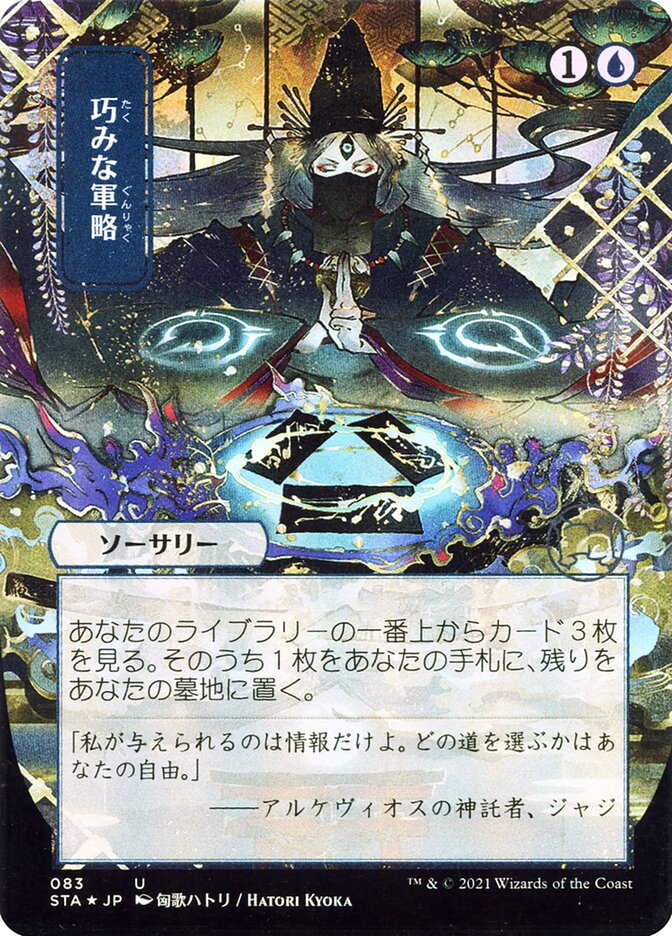 1
巧みな軍略
たく
ぐんりゃく
ソーサリー
あなたのライブラリーの一番上からカード3枚
を見る。そのうち1枚をあなたの手札に、残りを
あなたの墓地に置く。
「私が与えられるのは情報だけよ。どの道を選ぶかはあ
なたの自由。」
──アルケヴィオスの神託者、ジャジ
083 U
STA ★ JP 匈歌ハトリ / HATORI KYOKA
™ & © 2021 Wizards of the Coast